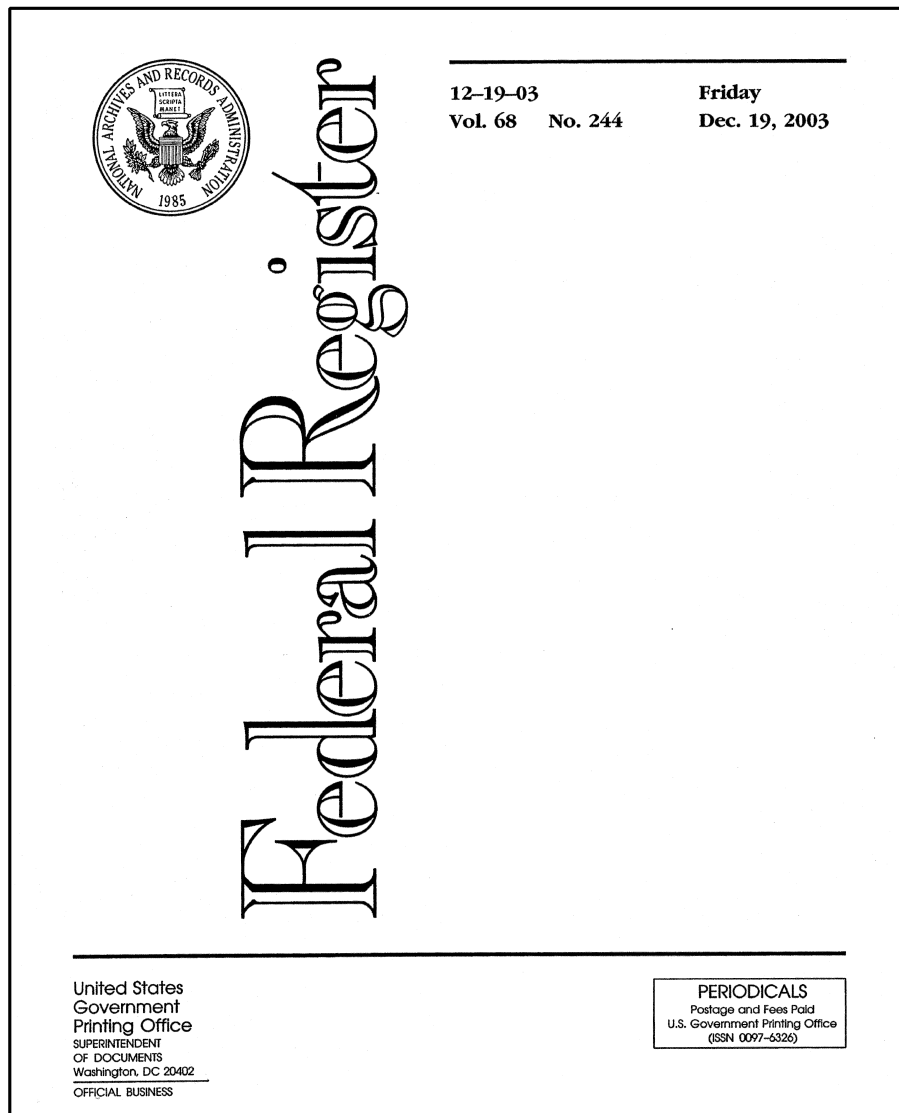 NATIONAL ARCHIVES AND RECORDS ADMINISTRATION
LITTERA
SCRIPTA
MANET
1985
Federal Register
12–19–03
Vol. 68 No. 244
Friday
Dec. 19, 2003
United States
Government
Printing Office
SUPERINTENDENT
OF DOCUMENTS
Washington, DC 20402
OFFICIAL BUSINESS
PERIODICALS
Postage and Fees Paid
U.S. Government Printing Office
(ISSN 0097–6326)